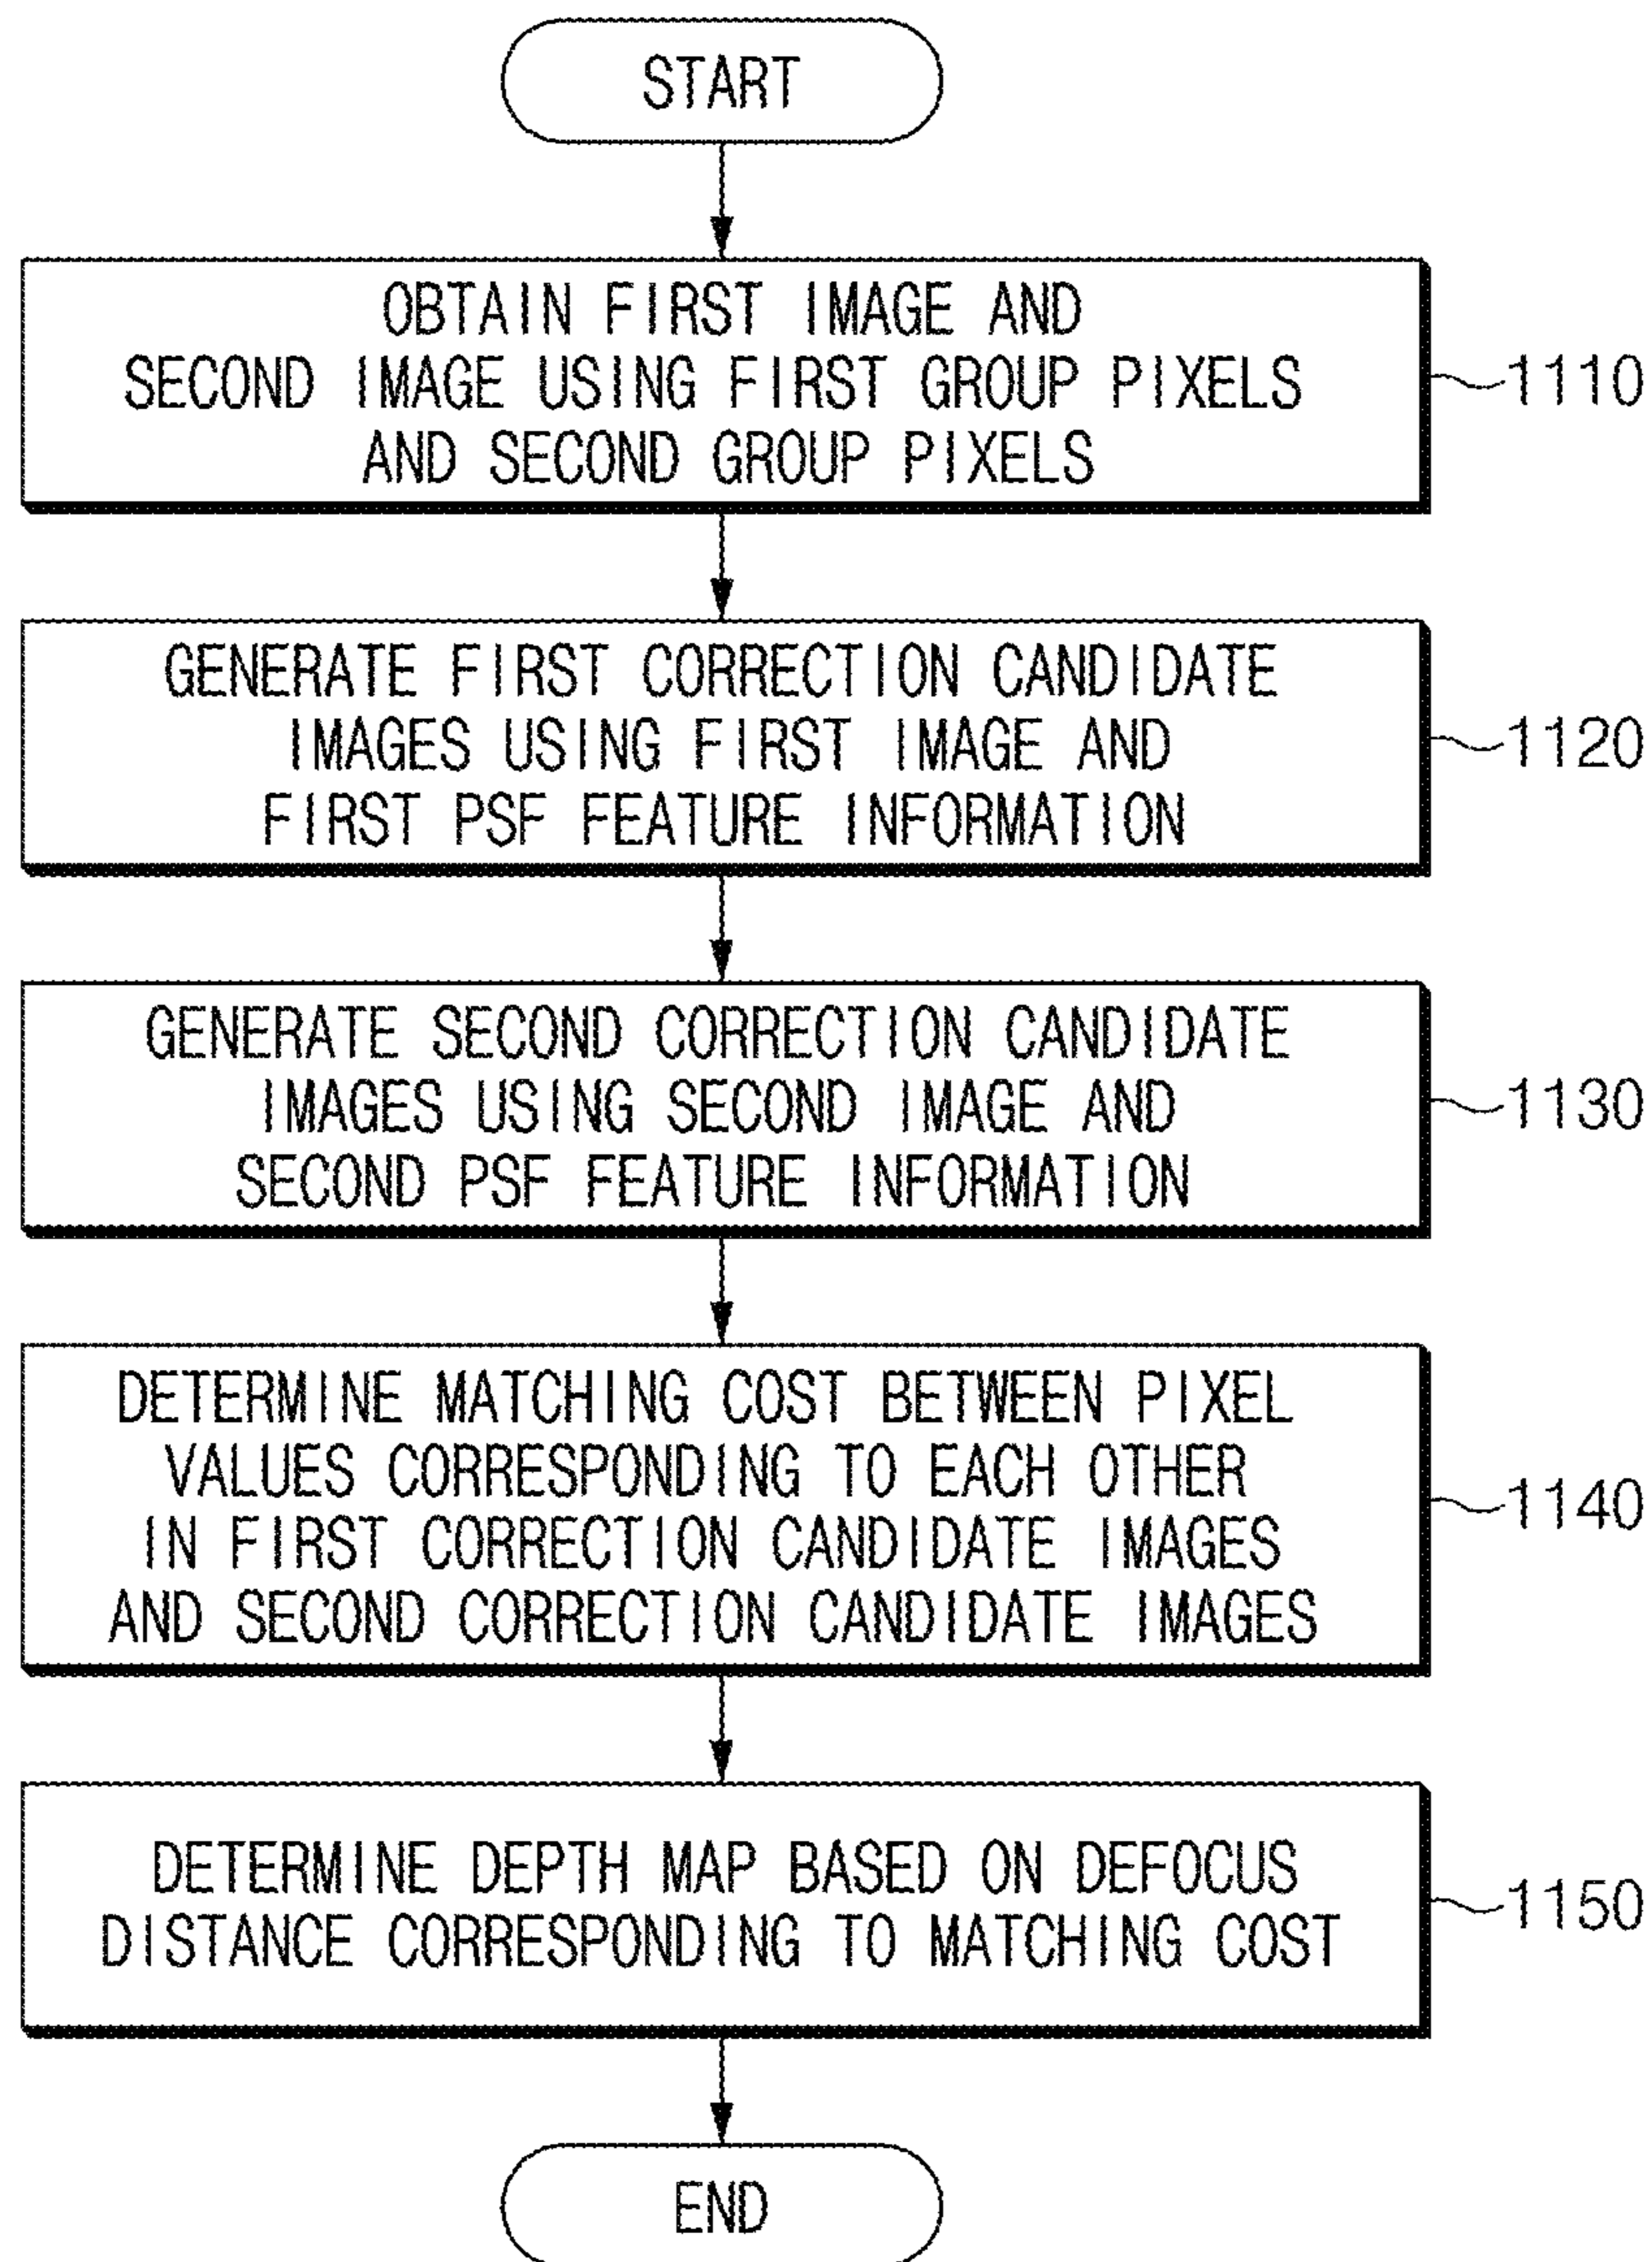 START
OBTAIN FIRST IMAGE AND
SECOND IMAGE USING FIRST GROUP PIXELS
AND SECOND GROUP PIXELS
1110
GENERATE FIRST CORRECTION CANDIDATE
IMAGES USING FIRST IMAGE AND
FIRST PSF FEATURE INFORMATION
1120
GENERATE SECOND CORRECTION CANDIDATE
IMAGES USING SECOND IMAGE AND
SECOND PSF FEATURE INFORMATION
1130
DETERMINE MATCHING COST BETWEEN PIXEL
VALUES CORRESPONDING TO EACH OTHER
IN FIRST CORRECTION CANDIDATE IMAGES
AND SECOND CORRECTION CANDIDATE IMAGES
1140
DETERMINE DEPTH MAP BASED ON DEFOCUS
DISTANCE CORRESPONDING TO MATCHING COST
1150
END